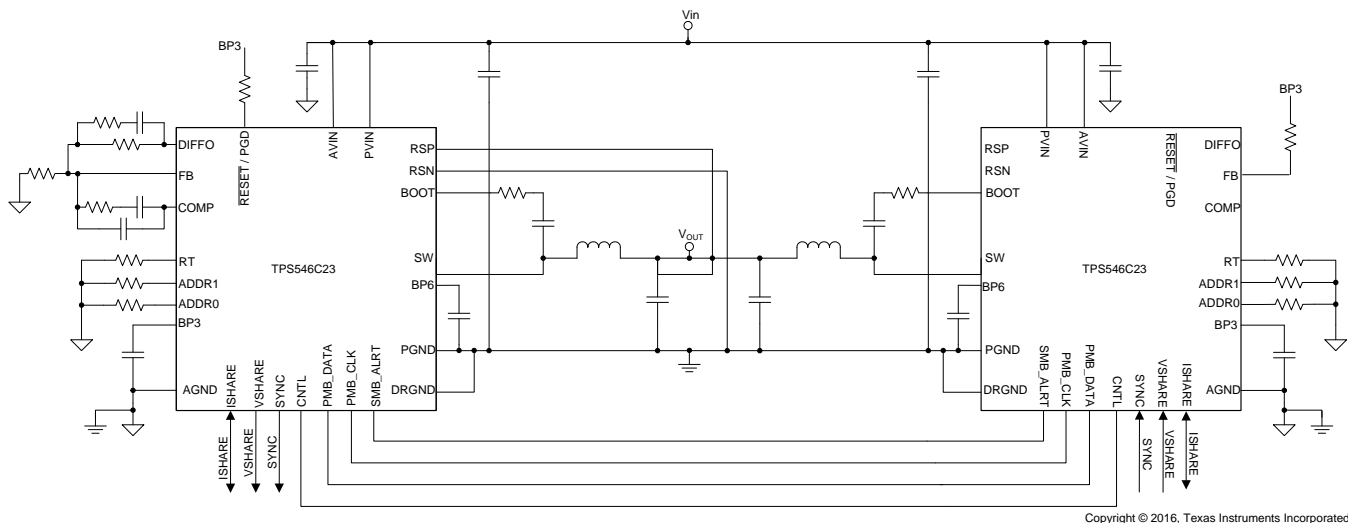 Vin
BP3
DIFFO
FB
COMP
RT
ADDR1
ADDR0
BP3
AGND
RESET / PGD
AVIN
PVIN
RSP
RSN
BOOT
SW
BP6
PGND
DRGND
TPS546C23
ISHARE
VSHARE
SYNC
CNTL
PMB_DATA
PMB_CLK
SMB_ALRT
ISHARE
VSHARE
SYNC
VOUT
PVIN
AVIN
RESET / PGD
BP3
RSP
RSN
BOOT
SW
BP6
PGND
DRGND
TPS546C23
DIFFO
FB
COMP
RT
ADDR1
ADDR0
BP3
AGND
SMB_ALRT
PMB_CLK
PMB_DATA
CNTL
SYNC
VSHARE
ISHARE
SYNC
VSHARE
ISHARE
Copyright © 2016, Texas Instruments Incorporated